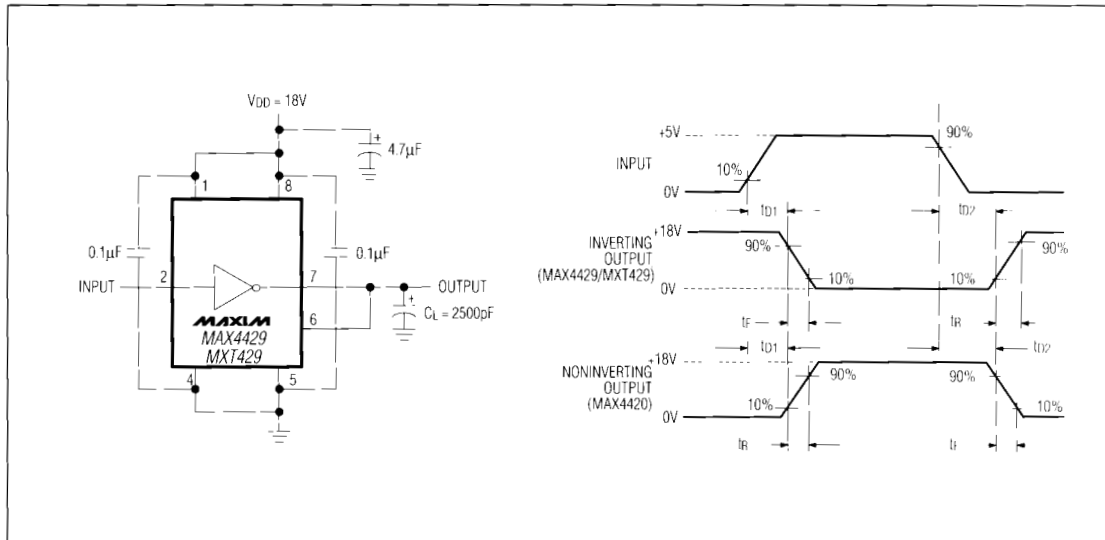 VDD = 18V
+
4.7µF
1
8
0.1µF
0.1µF
INPUT
2
7
OUTPUT
+
CL = 2500pF
6
MAXIM
MAX4429
MXT429
4
5
+5V
90%
INPUT
10%
0V
tD1
tD2
+18V
INVERTING
OUTPUT
(MAX4429/MXT429)
90%
90%
10%
10%
0V
tF
tR
tD1
tD2
+18V
NONINVERTING
OUTPUT
(MAX4420)
90%
90%
10%
10%
0V
tR
tF